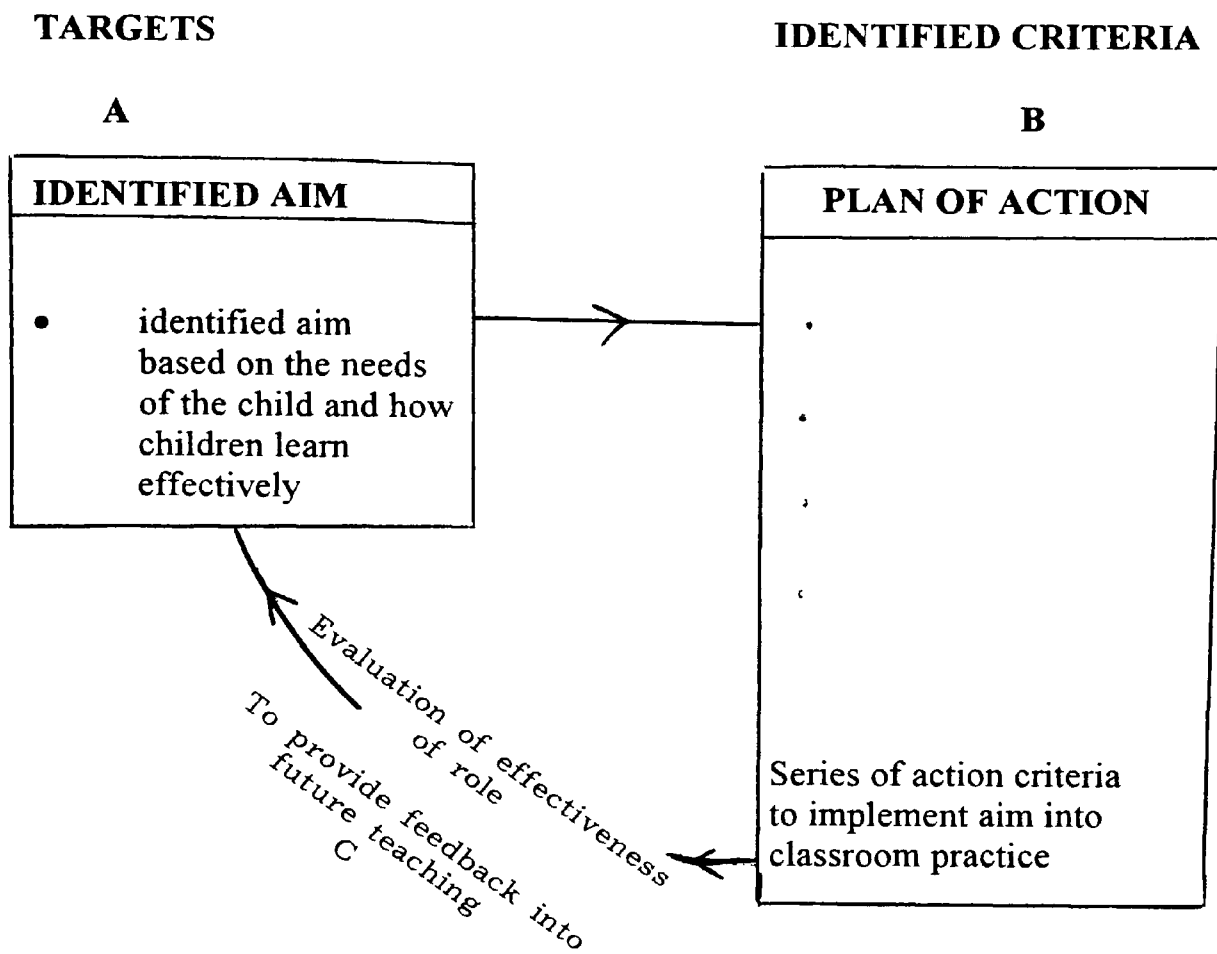 TARGETS
IDENTIFIED CRITERIA
A
B
IDENTIFIED AIM
• identified aim
based on the needs
of the child and how
children learn
effectively
PLAN OF ACTION
•
•
•
•
Series of action criteria
to implement aim into
classroom practice
Evaluation of effectiveness
of role
To provide feedback into
future teaching
C